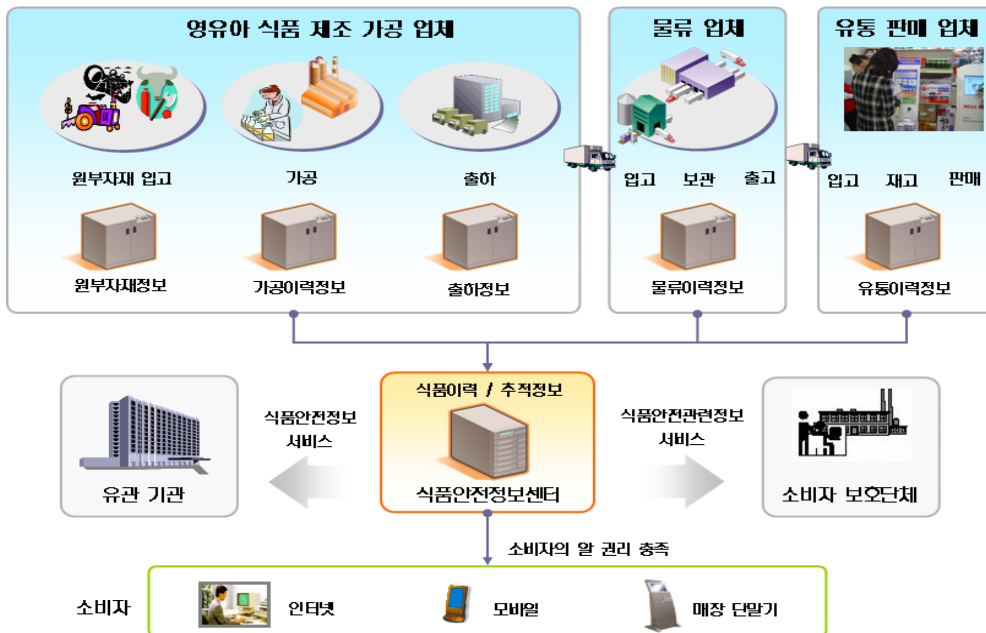 영유아 식품 제조 가공 업체
물류 업체
유통 판매 업체
원부자재 입고
가공
출하
입고 보관 출고
입고 재고 판매
원부자재정보
가공이력정보
출하정보
물류이력정보
유통이력정보
식품이력 / 추적정보
식품안전정보
서비스
식품안전관련정보
서비스
유관 기관
식품안전정보센터
소비자 보호단체
소비자의 알 권리 충족
소비자
인터넷
모바일
매장 단말기